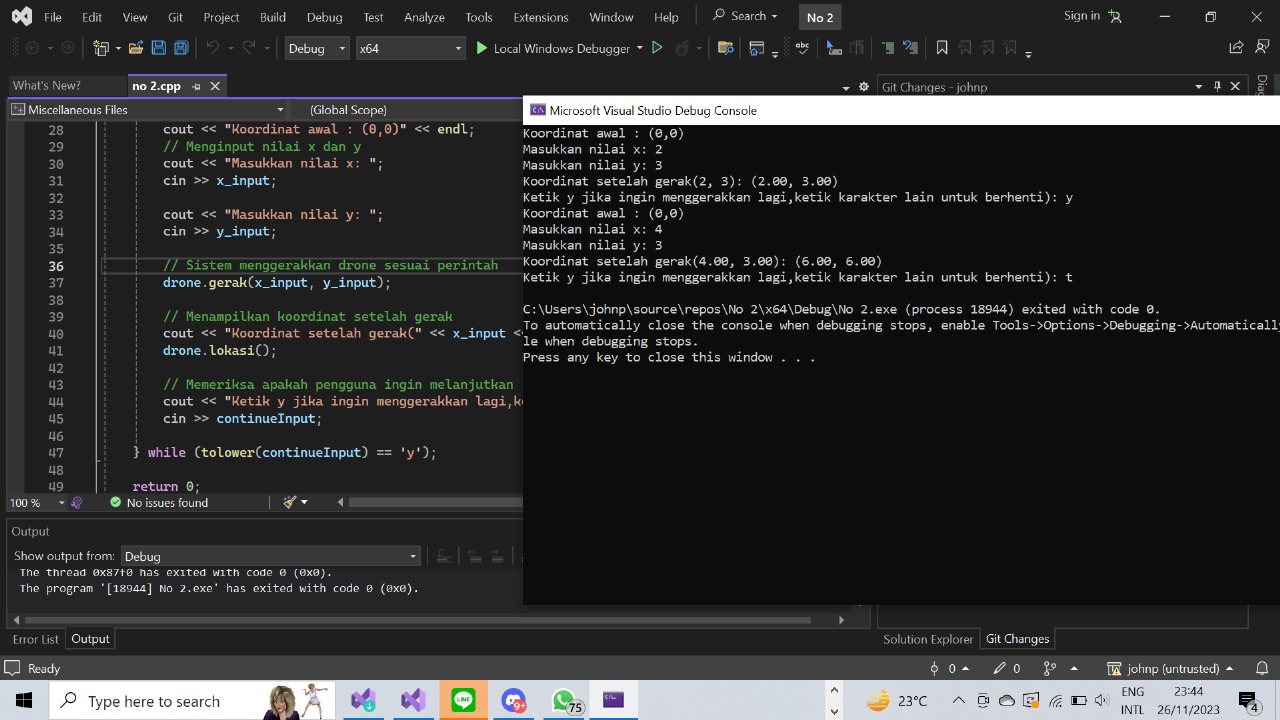 File Edit View Git Project Build Debug Test Analyze Tools Extensions Window Help Search No 2 Sign in
Debug x64 Local Windows Debugger
What's New? no 2.cpp Git Changes - johnp
Miscellaneous Files (Global Scope)
28 cout << "Koordinat awal : (0,0)" << endl;
29 // Menginput nilai x dan y
30 cout << "Masukkan nilai x: ";
31 cin >> x_input;
32
33 cout << "Masukkan nilai y: ";
34 cin >> y_input;
35
36 // Sistem menggerakkan drone sesuai perintah
37 drone.gerak(x_input, y_input);
38
39 // Menampilkan koordinat setelah gerak
40 cout << "Koordinat setelah gerak(" << x_input <
41 drone.lokasi();
42
43 // Memeriksa apakah pengguna ingin melanjutkan
44 cout << "Ketik y jika ingin menggerakkan lagi,k
45 cin >> continueInput;
46
47 } while (tolower(continueInput) == 'y');
48
49 return 0;
100 % No issues found
Microsoft Visual Studio Debug Console
Koordinat awal : (0,0)
Masukkan nilai x: 2
Masukkan nilai y: 3
Koordinat setelah gerak(2, 3): (2.00, 3.00)
Ketik y jika ingin menggerakkan lagi,ketik karakter lain untuk berhenti): y
Koordinat awal : (0,0)
Masukkan nilai x: 4
Masukkan nilai y: 3
Koordinat setelah gerak(4.00, 3.00): (6.00, 6.00)
Ketik y jika ingin menggerakkan lagi,ketik karakter lain untuk berhenti): t
C:\Users\johnp\source\repos\No 2\x64\Debug\No 2.exe (process 18944) exited with code 0.
To automatically close the console when debugging stops, enable Tools->Options->Debugging->Automatically
le when debugging stops.
Press any key to close this window . . .
Output
Show output from: Debug
The thread 0x87f0 has exited with code 0 (0x0).
The program '[18944] No 2.exe' has exited with code 0 (0x0).
Error List Output Solution Explorer Git Changes
Ready 0 0 johnp (untrusted)
Type here to search 9+ 75 23°C ENG INTL 23:44 26/11/2023 4